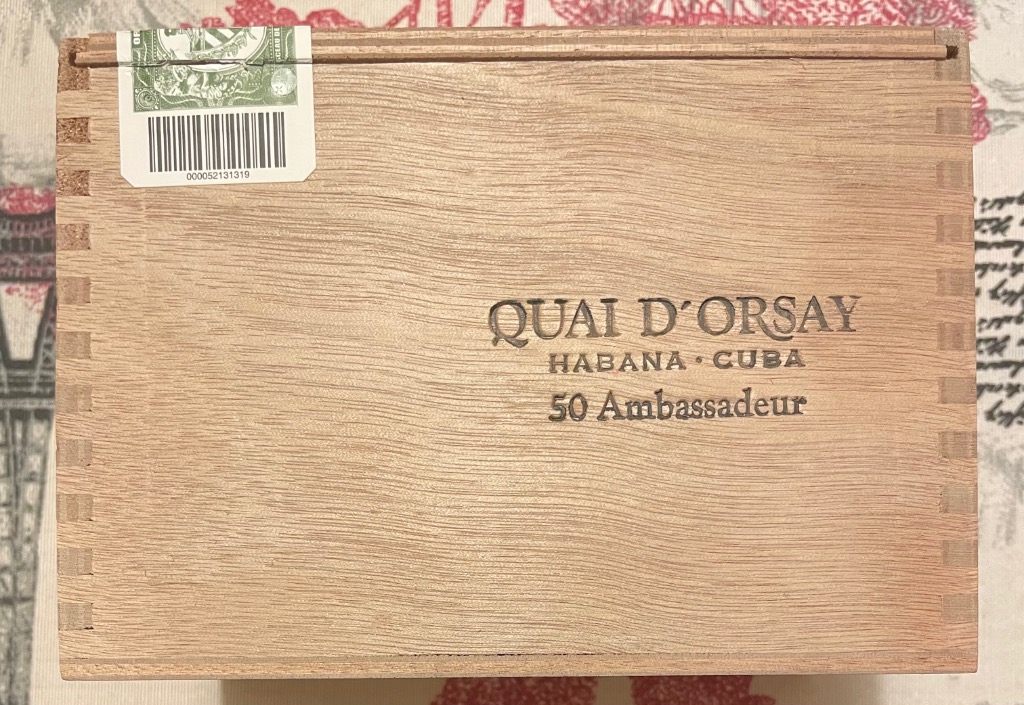 000052131319
QUAI D'ORSAY
HABANA · CUBA
50 Ambassadeur